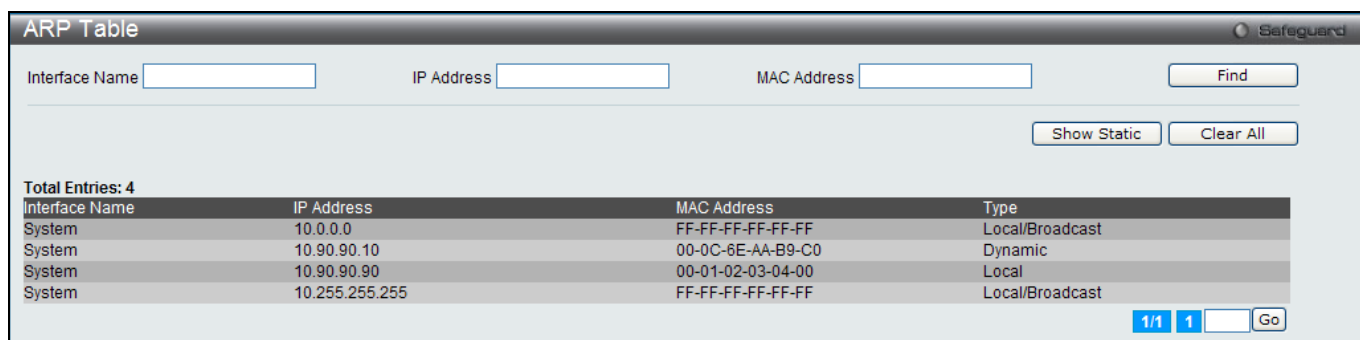 ARP Table Safeguard
Interface Name IP Address MAC Address Find
Show Static Clear All
Total Entries: 4
Interface Name IP Address MAC Address Type
System 10.0.0.0 FF-FF-FF-FF-FF-FF Local/Broadcast
System 10.90.90.10 00-0C-6E-AA-B9-C0 Dynamic
System 10.90.90.90 00-01-02-03-04-00 Local
System 10.255.255.255 FF-FF-FF-FF-FF-FF Local/Broadcast
1/1 1 Go